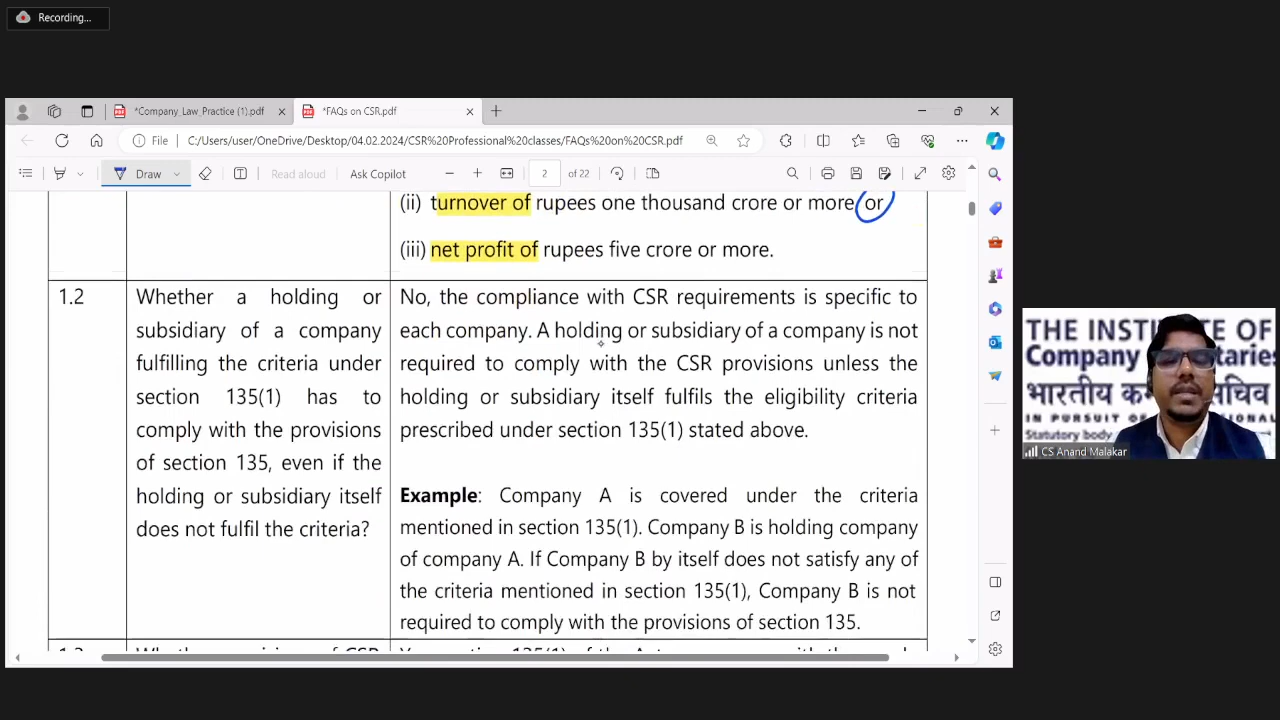 Recording...
*Company_Law_Practice (1).pdf
*FAQs on CSR.pdf
File
C:/Users/user/OneDrive/Desktop/04.02.2024/CSR%20Professional%20classes/FAQs%20on%20CSR.pdf
Draw
Read aloud
Ask Copilot
2
of 22
(ii) turnover of rupees one thousand crore or more or
(iii) net profit of rupees five crore or more.
1.2
Whether a holding or
subsidiary of a company
fulfilling the criteria under
section 135(1) has to
comply with the provisions
of section 135, even if the
holding or subsidiary itself
does not fulfil the criteria?
No, the compliance with CSR requirements is specific to
each company. A holding or subsidiary of a company is not
required to comply with the CSR provisions unless the
holding or subsidiary itself fulfils the eligibility criteria
prescribed under section 135(1) stated above.
Example: Company A is covered under the criteria
mentioned in section 135(1). Company B is holding company
of company A. If Company B by itself does not satisfy any of
the criteria mentioned in section 135(1), Company B is not
required to comply with the provisions of section 135.
THE INSTITUTE OF
Company
भारतीय
सचिव
IN PURSUIT OF
Statutory body
CS Anand Malakar